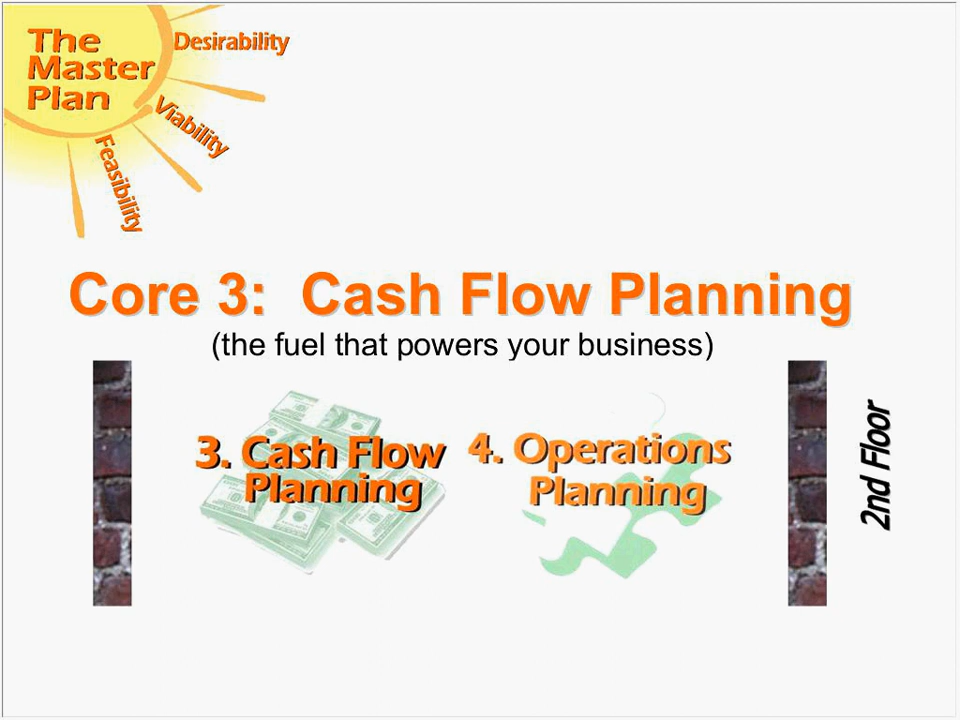 The
Master
Plan
Desirability
Viability
Feasibility
Core 3:  Cash Flow Planning
(the fuel that powers your business)
3. Cash Flow
Planning
4. Operations
Planning
2nd Floor